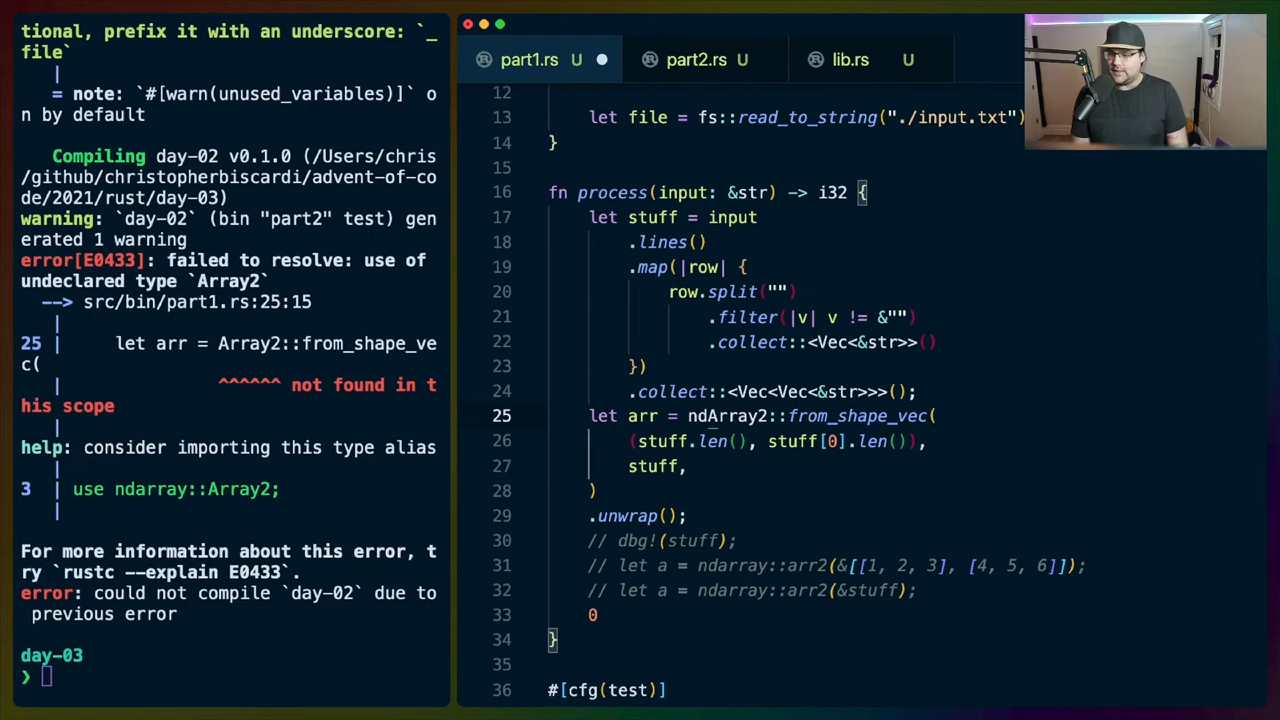 tional, prefix it with an underscore: `_
file`
|
= note: `#[warn(unused_variables)]` o
n by default
Compiling day-02 v0.1.0 (/Users/chris
/github/christopherbiscardi/advent-of-co
de/2021/rust/day-03)
warning: `day-02` (bin "part2" test) gen
erated 1 warning
error[E0433]: failed to resolve: use of
undeclared type `Array2`
--> src/bin/part1.rs:25:15
|
25 | let arr = Array2::from_shape_ve
c(
| ^^^^^^ not found in t
his scope
|
help: consider importing this type alias
|
3 | use ndarray::Array2;
|
For more information about this error, t
ry `rustc --explain E0433`.
error: could not compile `day-02` due to
previous error
day-03
❯
part1.rs U
part2.rs U
lib.rs U
12
13 let file = fs::read_to_string("./input.txt")
14 }
15
16 fn process(input: &str) -> i32 {
17 let stuff = input
18 .lines()
19 .map(|row| {
20 row.split("")
21 .filter(|v| v != &"")
22 .collect::<Vec<&str>>()
23 })
24 .collect::<Vec<Vec<&str>>>();
25 let arr = ndArray2::from_shape_vec(
26 (stuff.len(), stuff[0].len()),
27 stuff,
28 )
29 .unwrap();
30 // dbg!(stuff);
31 // let a = ndarray::arr2(&[[1, 2, 3], [4, 5, 6]]);
32 // let a = ndarray::arr2(&stuff);
33 0
34 }
35
36 #[cfg(test)]